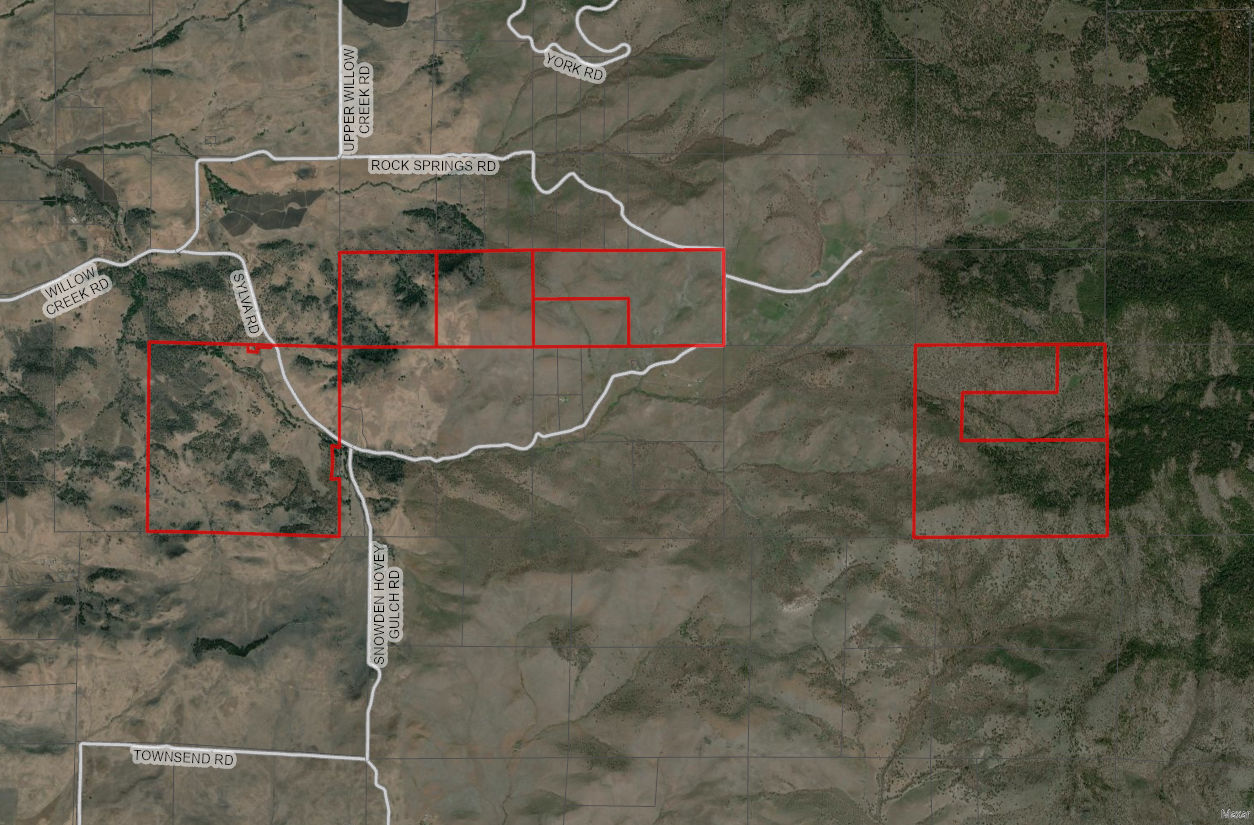 YORK RD
UPPER WILLOW
CREEK RD
ROCK SPRINGS RD
WILLOW
CREEK RD
SYLVA RD
SNOWDEN HOVEY
GULCH RD
TOWNSEND RD
Maxar